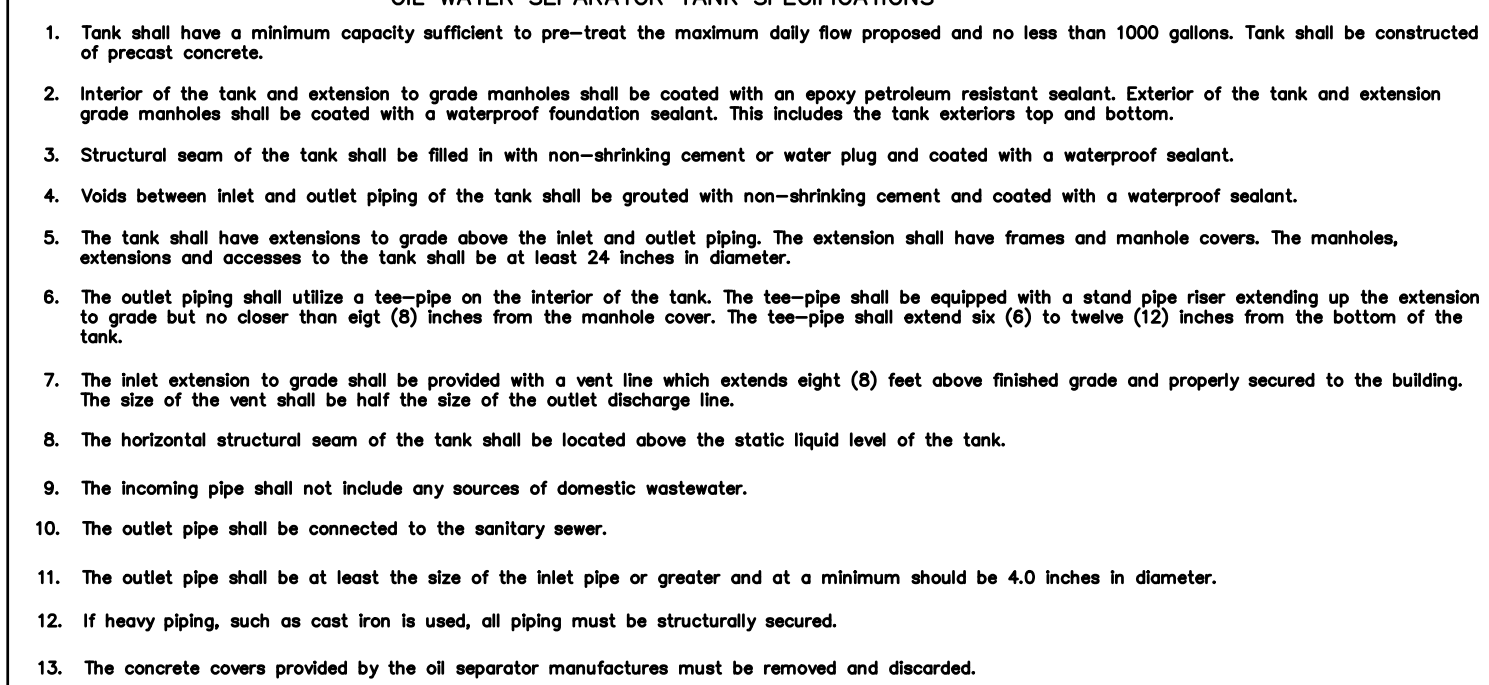 OIL WATER SEPARATOR TANK SPECIFICATIONS
1. Tank shall have a minimum capacity sufficient to pre-treat the maximum daily flow proposed and no less than 1000 gallons. Tank shall be constructed
of precast concrete.
2. Interior of the tank and extension to grade manholes shall be coated with an epoxy petroleum resistant sealant. Exterior of the tank and extension
grade manholes shall be coated with a waterproof foundation sealant. This includes the tank exteriors top and bottom.
3. Structural seam of the tank shall be filled in with non-shrinking cement or water plug and coated with a waterproof sealant.
4. Voids between inlet and outlet piping of the tank shall be grouted with non-shrinking cement and coated with a waterproof sealant.
5. The tank shall have extensions to grade above the inlet and outlet piping. The extension shall have frames and manhole covers. The manholes,
extensions and accesses to the tank shall be at least 24 inches in diameter.
6. The outlet piping shall utilize a tee-pipe on the interior of the tank. The tee-pipe shall be equipped with a stand pipe riser extending up the extension
to grade but no closer than eigt (8) inches from the manhole cover. The tee-pipe shall extend six (6) to twelve (12) inches from the bottom of the
tank.
7. The inlet extension to grade shall be provided with a vent line which extends eight (8) feet above finished grade and properly secured to the building.
The size of the vent shall be half the size of the outlet discharge line.
8. The horizontal structural seam of the tank shall be located above the static liquid level of the tank.
9. The incoming pipe shall not include any sources of domestic wastewater.
10. The outlet pipe shall be connected to the sanitary sewer.
11. The outlet pipe shall be at least the size of the inlet pipe or greater and at a minimum should be 4.0 inches in diameter.
12. If heavy piping, such as cast iron is used, all piping must be structurally secured.
13. The concrete covers provided by the oil separator manufactures must be removed and discarded.